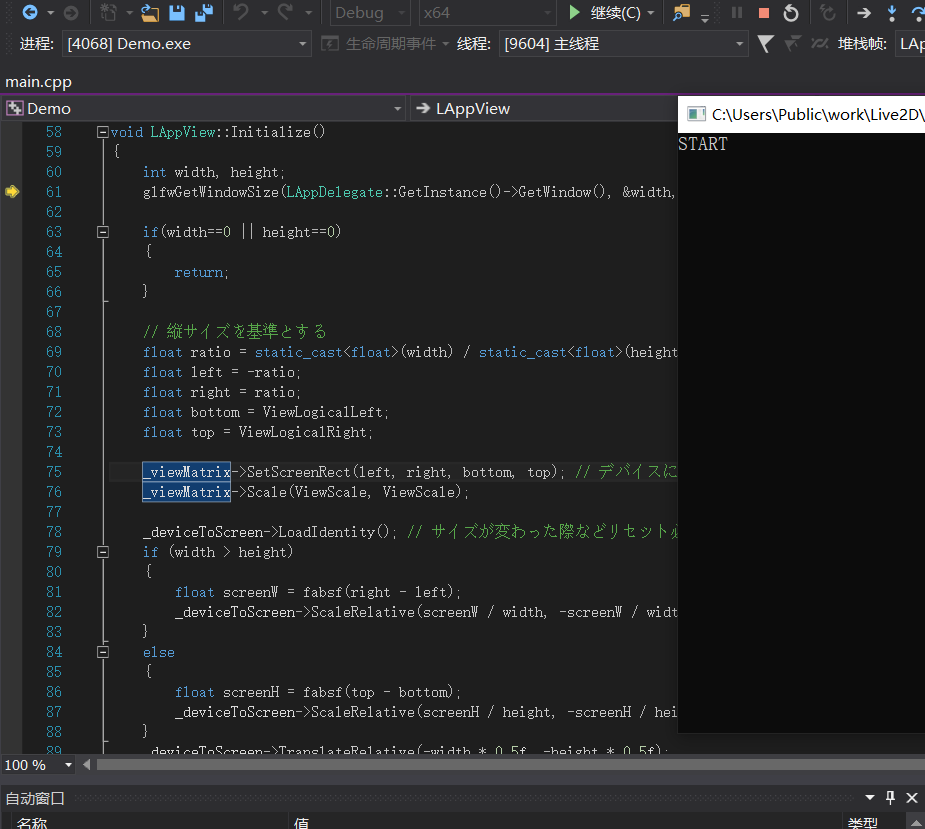 Debug x64 继续(C)
进程: [4068] Demo.exe 生命周期事件 线程: [9604] 主线程 堆栈帧: LAp
main.cpp
Demo LAppView
C:\Users\Public\work\Live2D\
START
58 void LAppView::Initialize()
59 {
60 int width, height;
61 glfwGetWindowSize(LAppDelegate::GetInstance()->GetWindow(), &width,
62
63 if(width==0 || height==0)
64 {
65 return;
66 }
67
68 // 縦サイズを基準とする
69 float ratio = static_cast<float>(width) / static_cast<float>(height
70 float left = -ratio;
71 float right = ratio;
72 float bottom = ViewLogicalLeft;
73 float top = ViewLogicalRight;
74
75 _viewMatrix->SetScreenRect(left, right, bottom, top); // デバイスに
76 _viewMatrix->Scale(ViewScale, ViewScale);
77
78 _deviceToScreen->LoadIdentity(); // サイズが変わった際などリセット必
79 if (width > height)
80 {
81 float screenW = fabsf(right - left);
82 _deviceToScreen->ScaleRelative(screenW / width, -screenW / widt
83 }
84 else
85 {
86 float screenH = fabsf(top - bottom);
87 _deviceToScreen->ScaleRelative(screenH / height, -screenH / hei
88 }
89 _deviceToScreen->TranslateRelative(-width * 0.5f, -height * 0.5f);
100 %
自动窗口
名称 值 类型